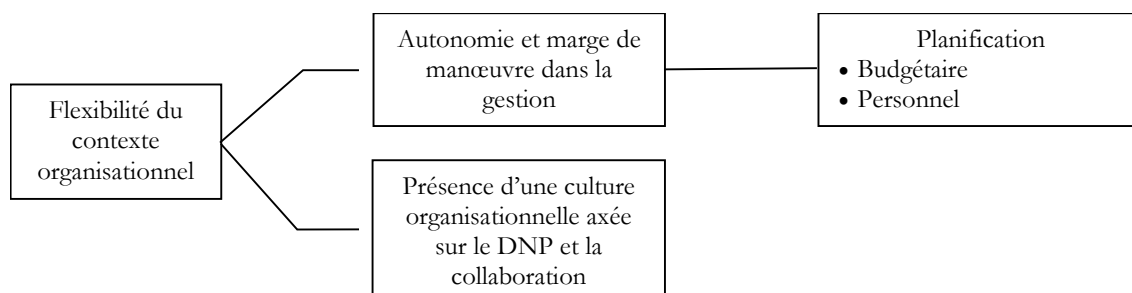 Flexibilité du
contexte
organisationnel
Autonomie et marge de
manœuvre dans la
gestion
Planification
• Budgétaire
• Personnel
Présence d’une culture
organisationnelle axée
sur le DNP et la
collaboration